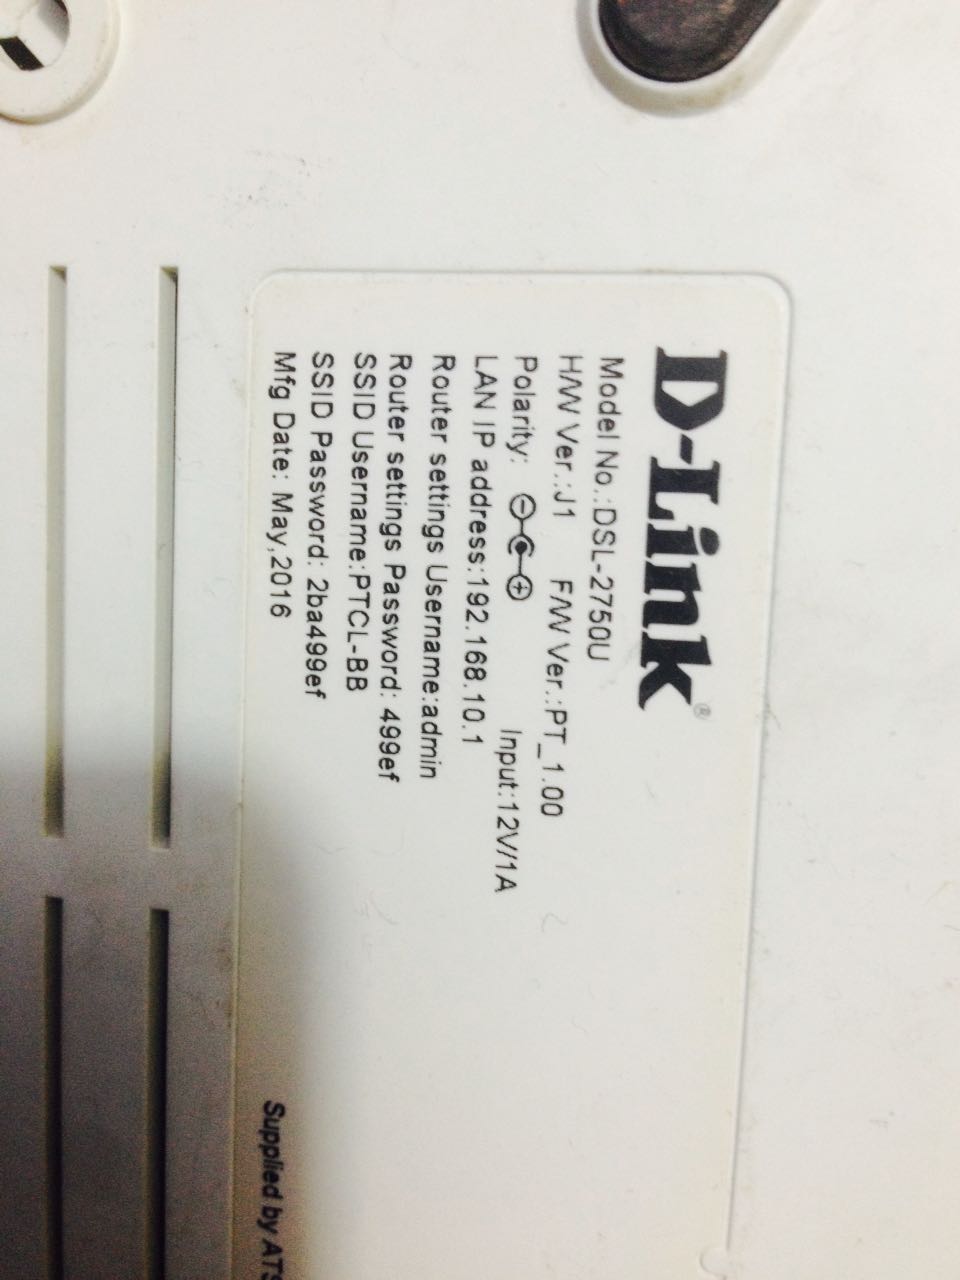 D-Link®
Model No.:DSL-2750U
H/W Ver.:J1 F/W Ver.:PT_1.00
Polarity: Input:12V/1A
LAN IP address:192.168.10.1
Router settings Username:admin
Router settings Password: 499ef
SSID Username:PTCL-BB
SSID Password: 2ba499ef
Mfg Date: May,2016
Supplied by ATS